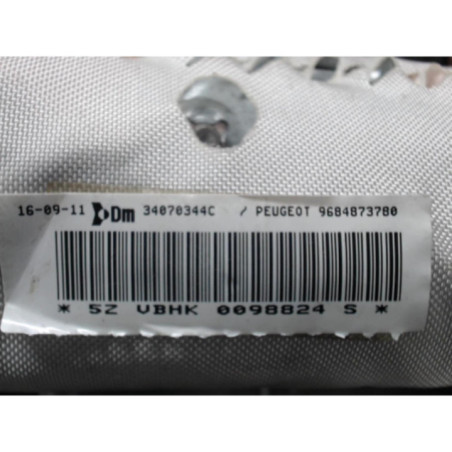 16-09-11 Dm 34070344C / PEUGEOT 9684873780
* 5Z VBHK 0098824 S *